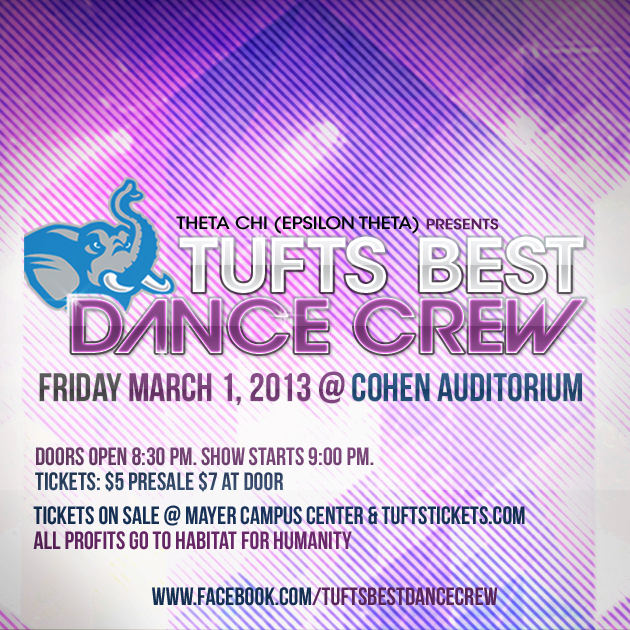 THETA CHI (EPSILON THETA) PRESENTS
TUFTS BEST
DANCE CREW
FRIDAY MARCH 1, 2013 @ COHEN AUDITORIUM
DOORS OPEN 8:30 PM. SHOW STARTS 9:00 PM.
TICKETS: $5 PRESALE $7 AT DOOR
TICKETS ON SALE @ MAYER CAMPUS CENTER & TUFTSTICKETS.COM
ALL PROFITS GO TO HABITAT FOR HUMANITY
WWW.FACEBOOK.COM/TUFTSBESTDANCECREW